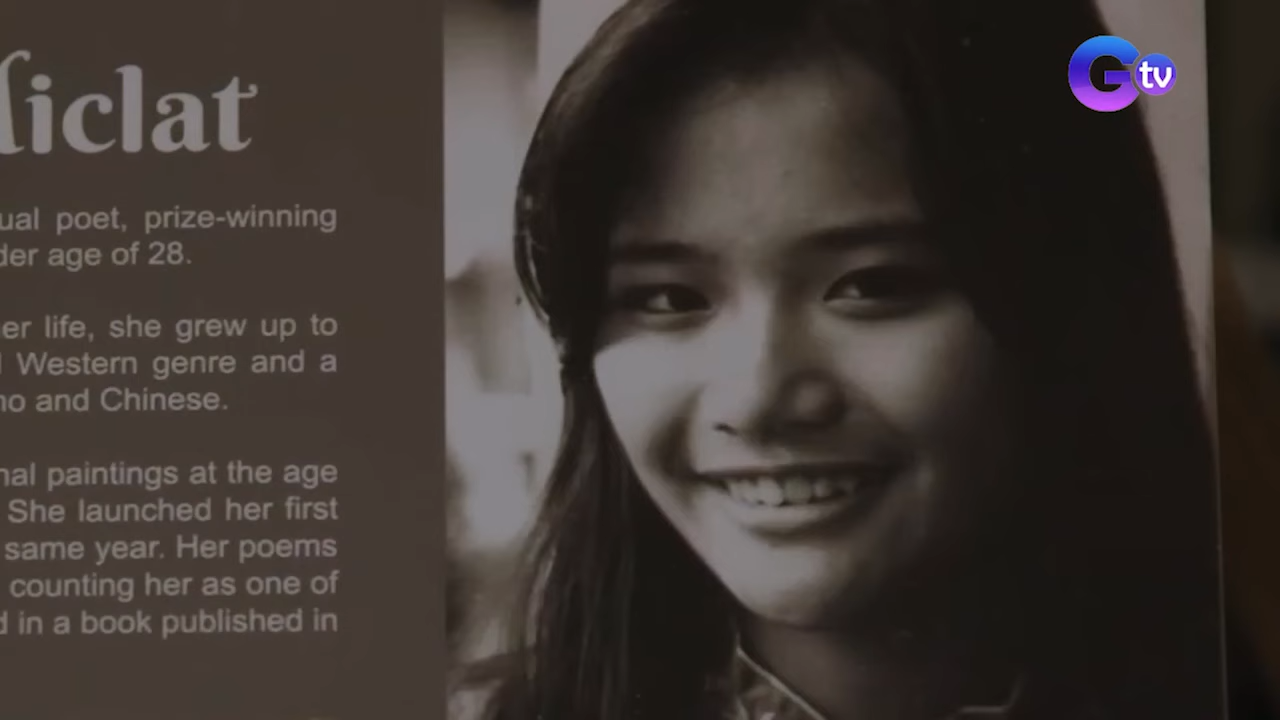 iclat
ual poet, prize-winning
der age of 28.
er life, she grew up to
Western genre and a
no and Chinese.
nal paintings at the age
She launched her first
same year. Her poems
counting her as one of
d in a book published in
Gtv